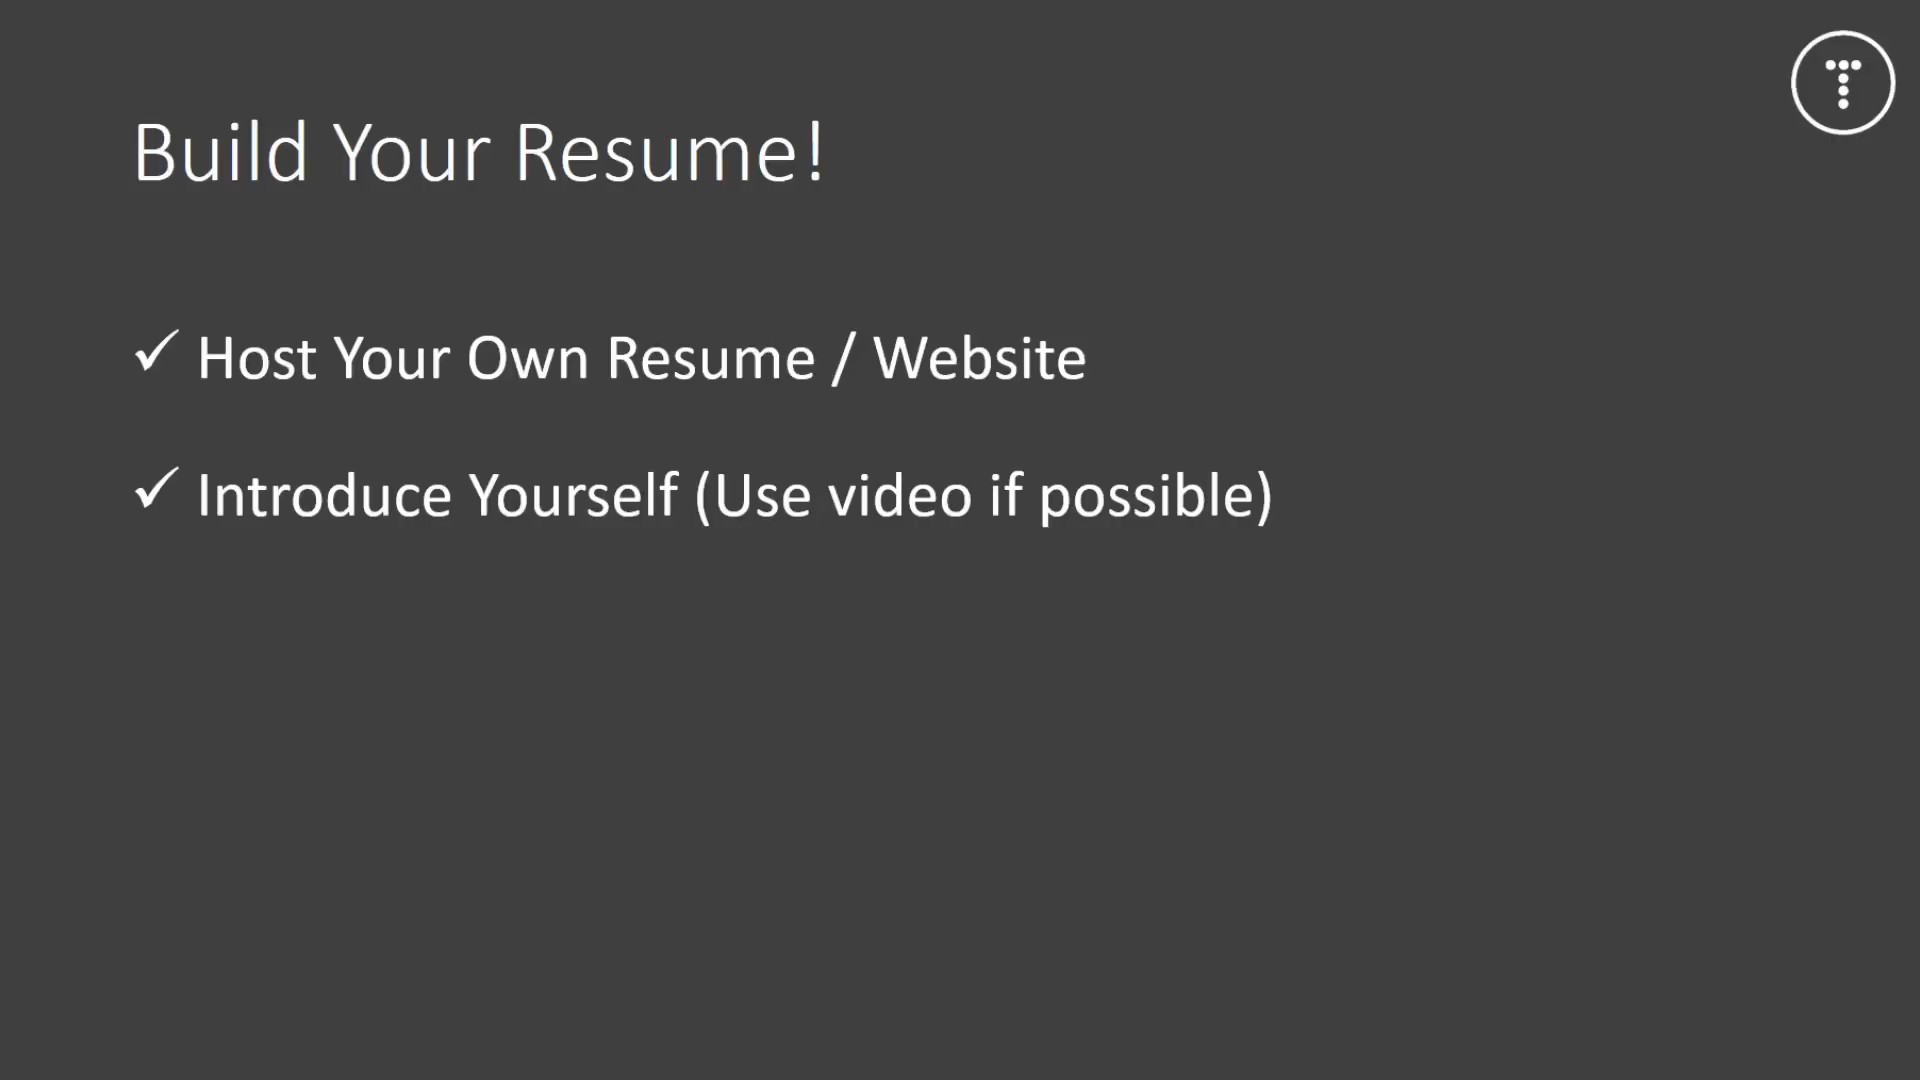 Build Your Resume!
✓ Host Your Own Resume / Website
✓ Introduce Yourself (Use video if possible)
T